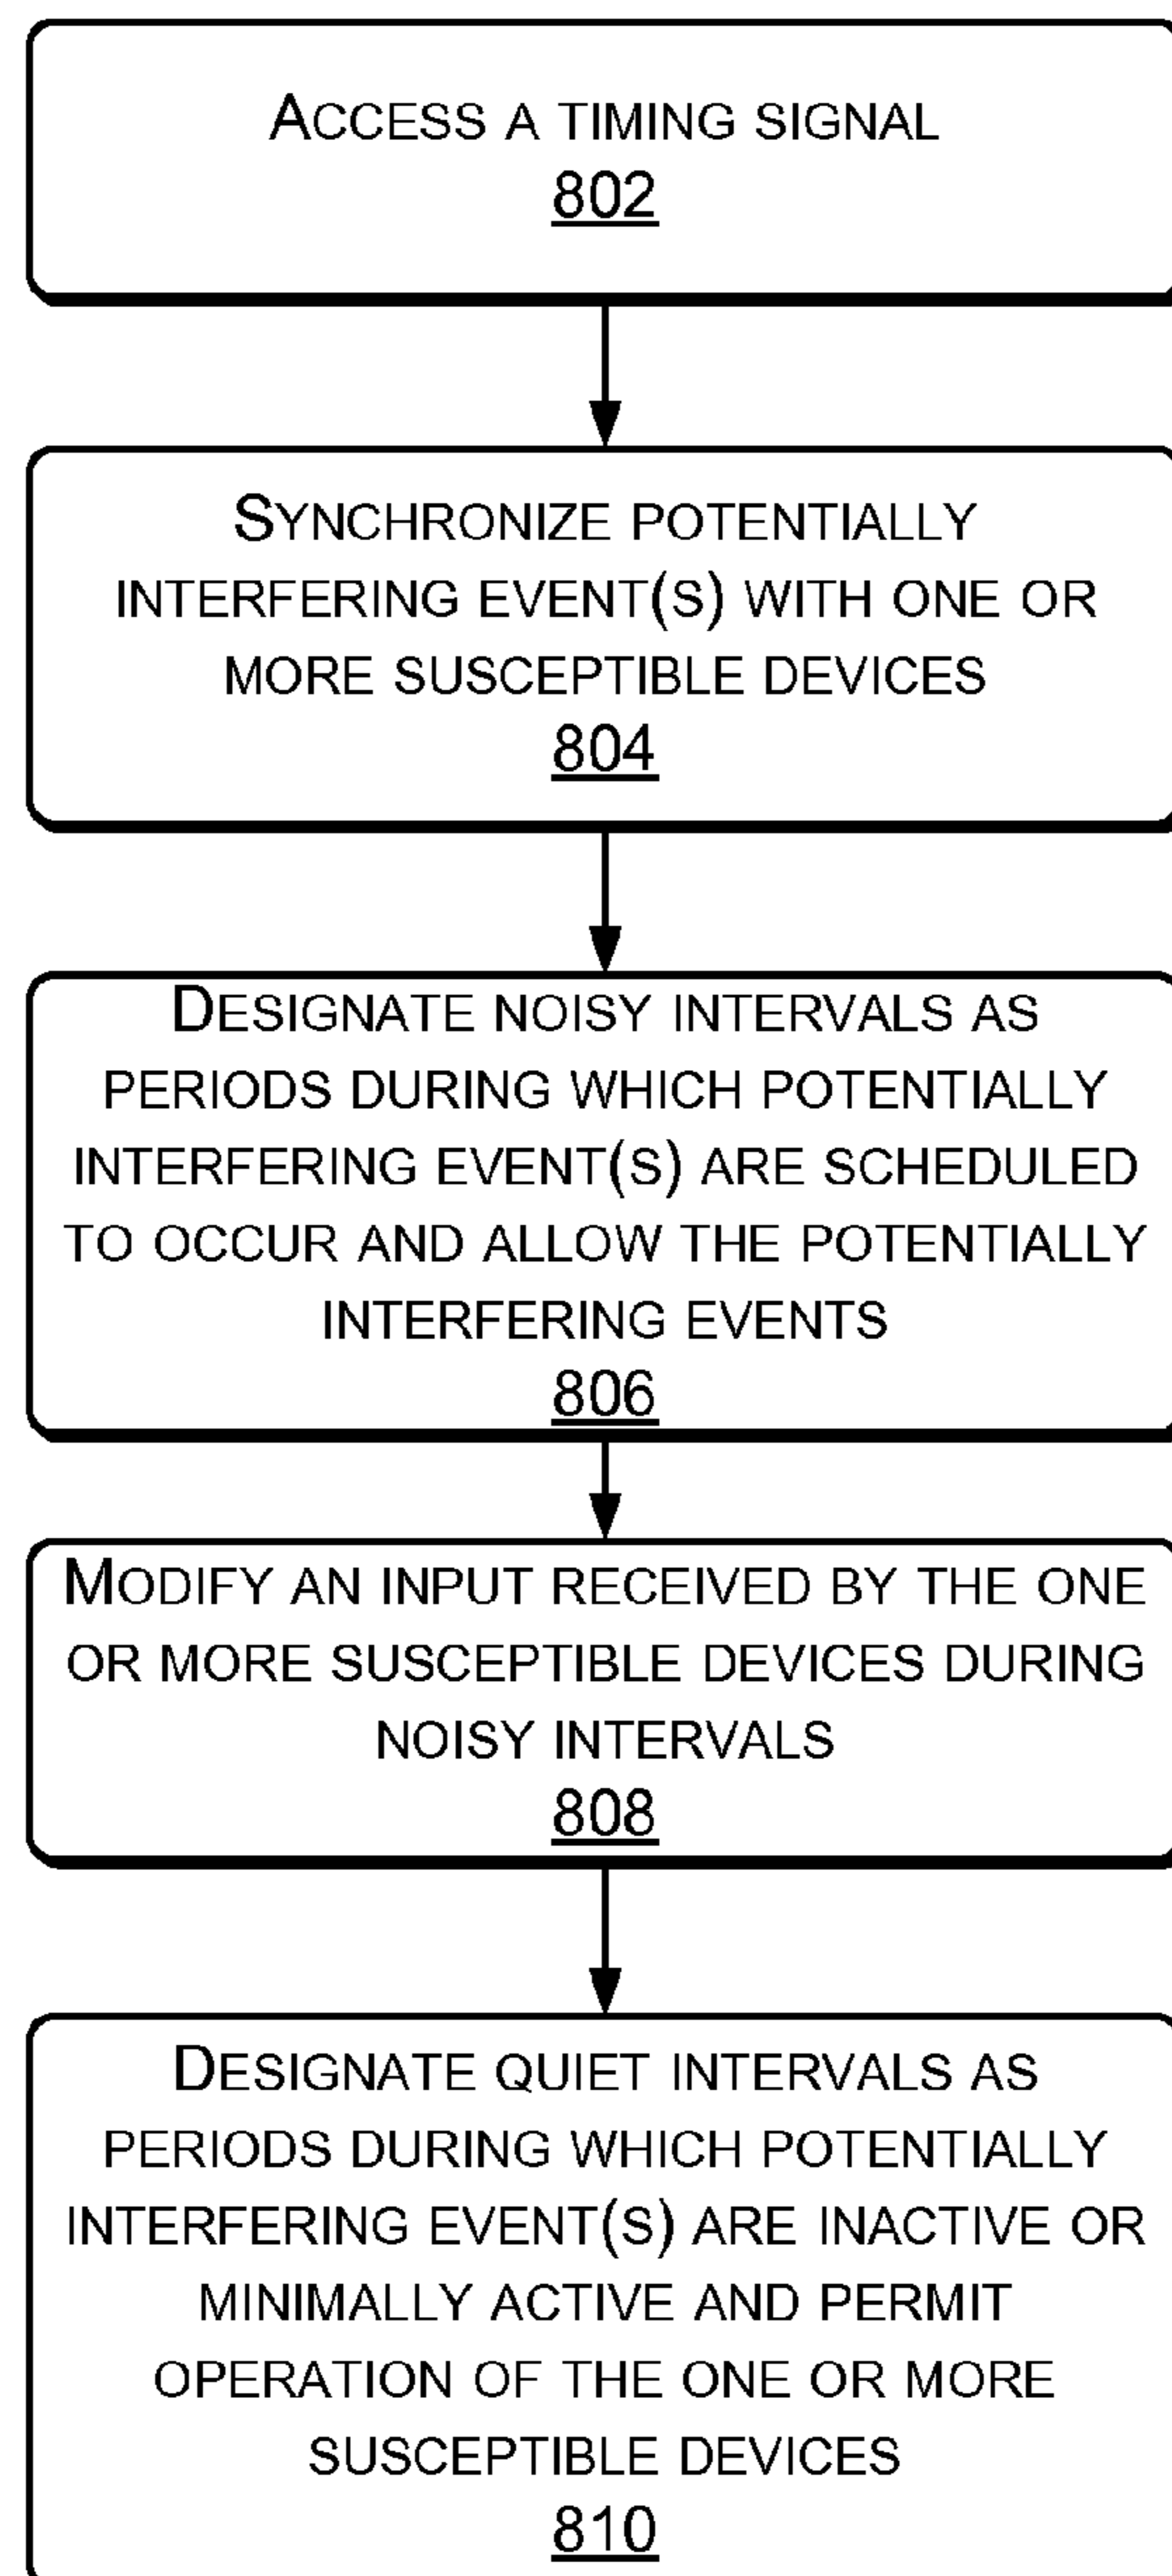 ACCESS A TIMING SIGNAL
802
SYNCHRONIZE POTENTIALLY
INTERFERING EVENT(S) WITH ONE OR
MORE SUSCEPTIBLE DEVICES
804
DESIGNATE NOISY INTERVALS AS
PERIODS DURING WHICH POTENTIALLY
INTERFERING EVENT(S) ARE SCHEDULED
TO OCCUR AND ALLOW THE POTENTIALLY
INTERFERING EVENTS
806
MODIFY AN INPUT RECEIVED BY THE ONE
OR MORE SUSCEPTIBLE DEVICES DURING
NOISY INTERVALS
808
DESIGNATE QUIET INTERVALS AS
PERIODS DURING WHICH POTENTIALLY
INTERFERING EVENT(S) ARE INACTIVE OR
MINIMALLY ACTIVE AND PERMIT
OPERATION OF THE ONE OR MORE
SUSCEPTIBLE DEVICES
810